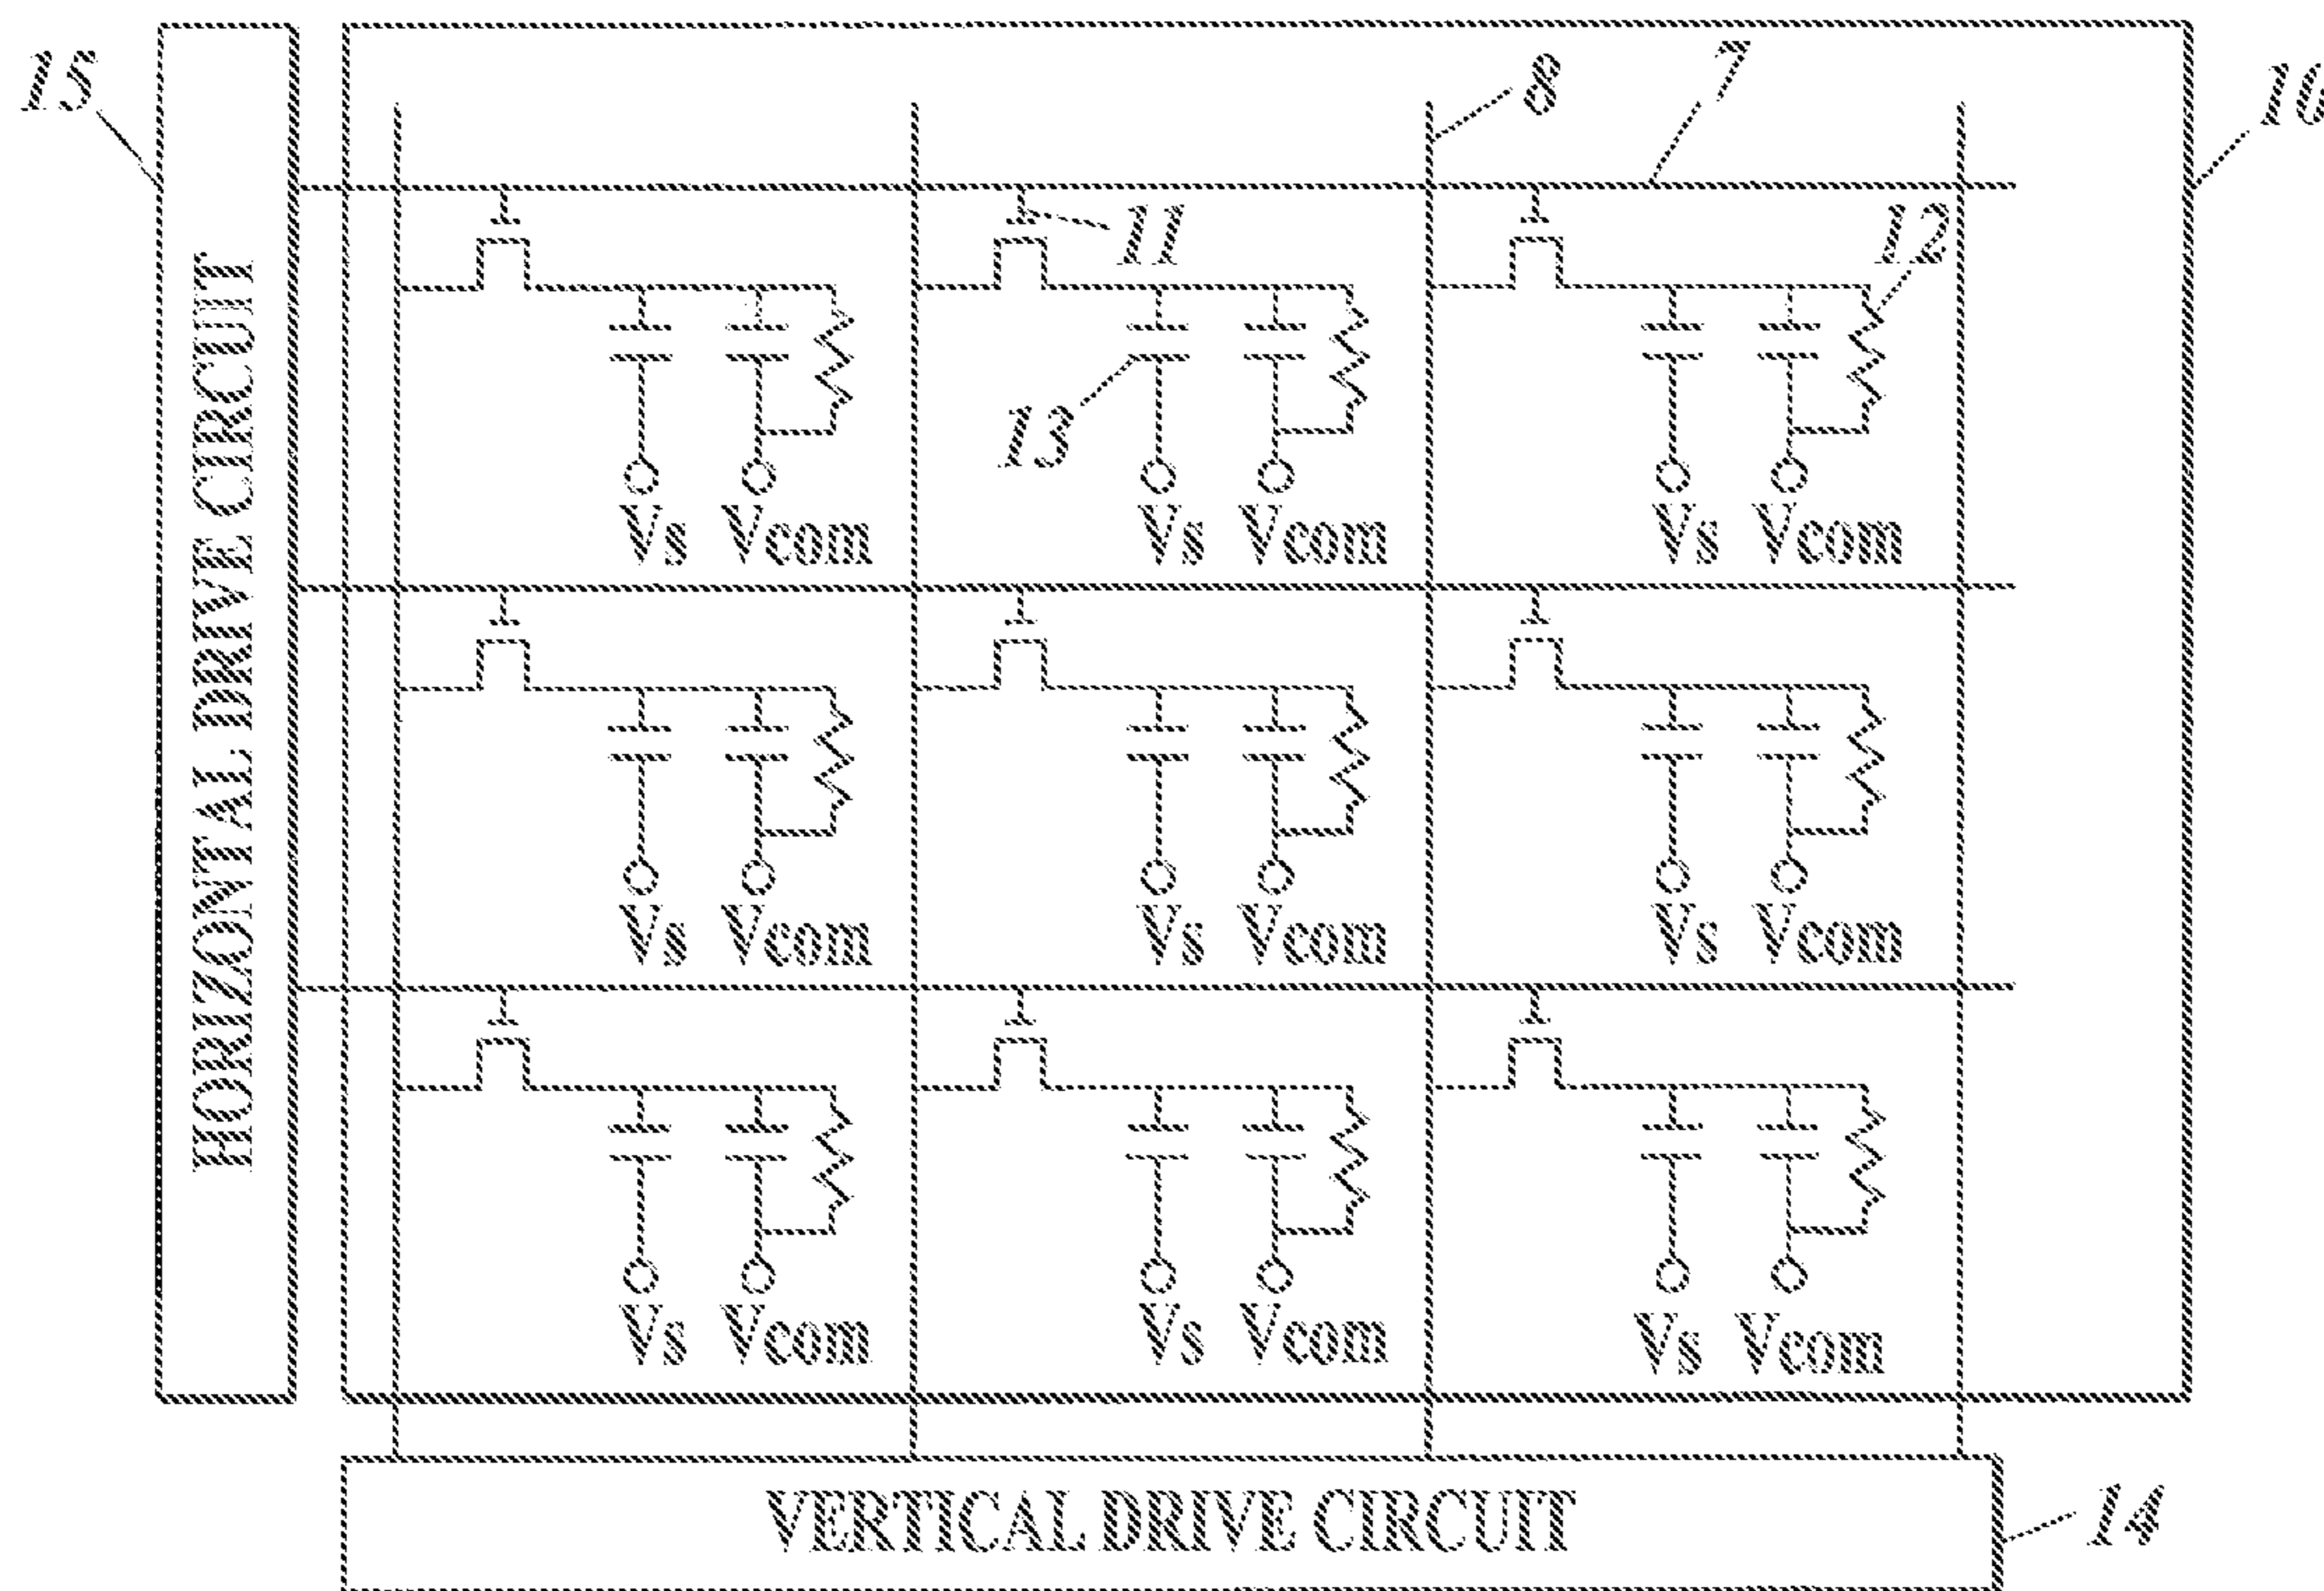 15
8
7
10
11
12
13
Vs Vcom
Vs Vcom
Vs Vcom
HORIZONTAL DRIVE CIRCUIT
Vs Vcom
Vs Vcom
Vs Vcom
Vs Vcom
Vs Vcom
Vs Vcom
VERTICAL DRIVE CIRCUIT
14